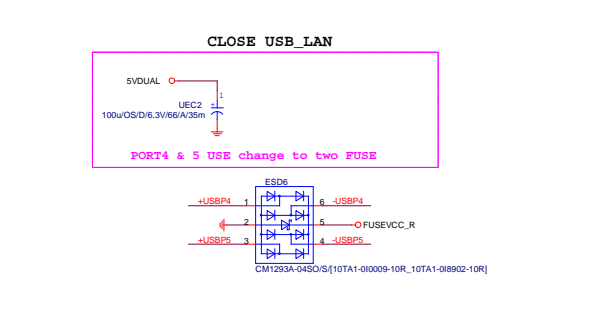 CLOSE USB_LAN
5VDUAL
1
+
UEC2
100u/OS/D/6.3V/66/A/35m
PORT4 & 5 USE change to two FUSE
ESD6
+USBP4 1 6 -USBP4
2 5 FUSEVCC_R
+USBP5 3 4 -USBP5
CM1293A-04SO/S/[10TA1-0I0009-10R_10TA1-0I8902-10R]